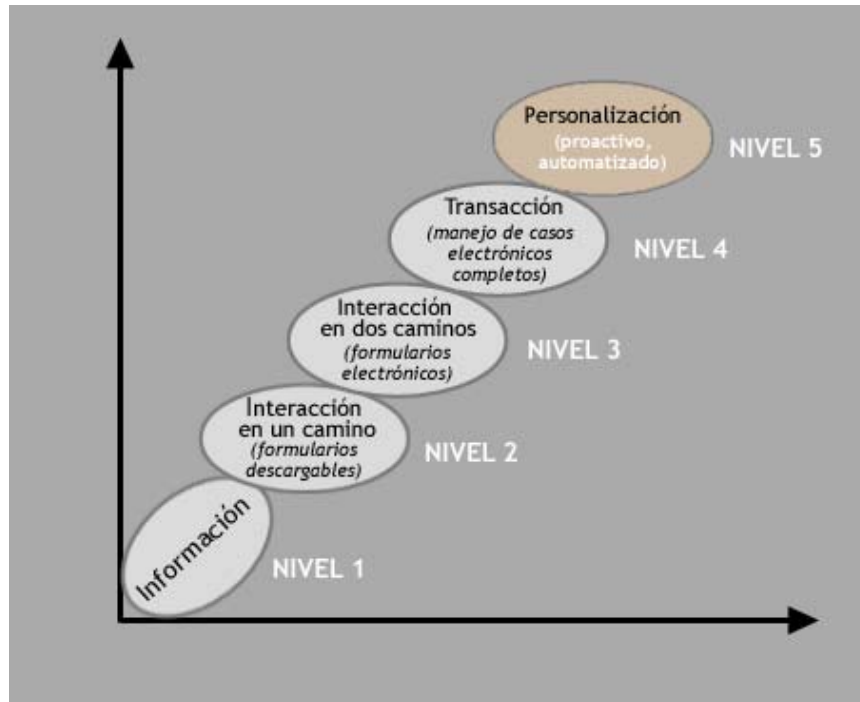 Personalización
(proactivo,
automatizado)
NIVEL 5
Transacción
(manejo de casos
electrónicos
completos)
NIVEL 4
Interacción
en dos caminos
(formularios
electrónicos)
NIVEL 3
Interacción
en un camino
(formularios
descargables)
NIVEL 2
Información
NIVEL 1